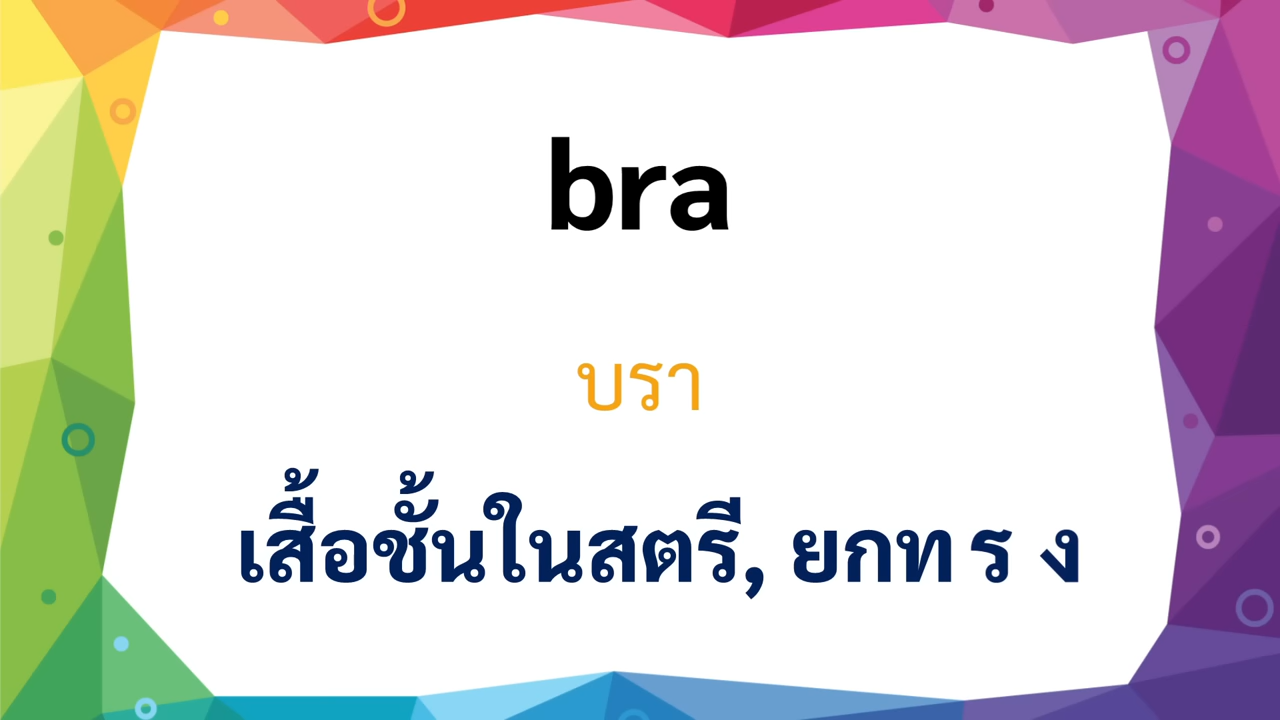 bra
บรา
เสื้อชั้นในสตรี, ยกท ร ง